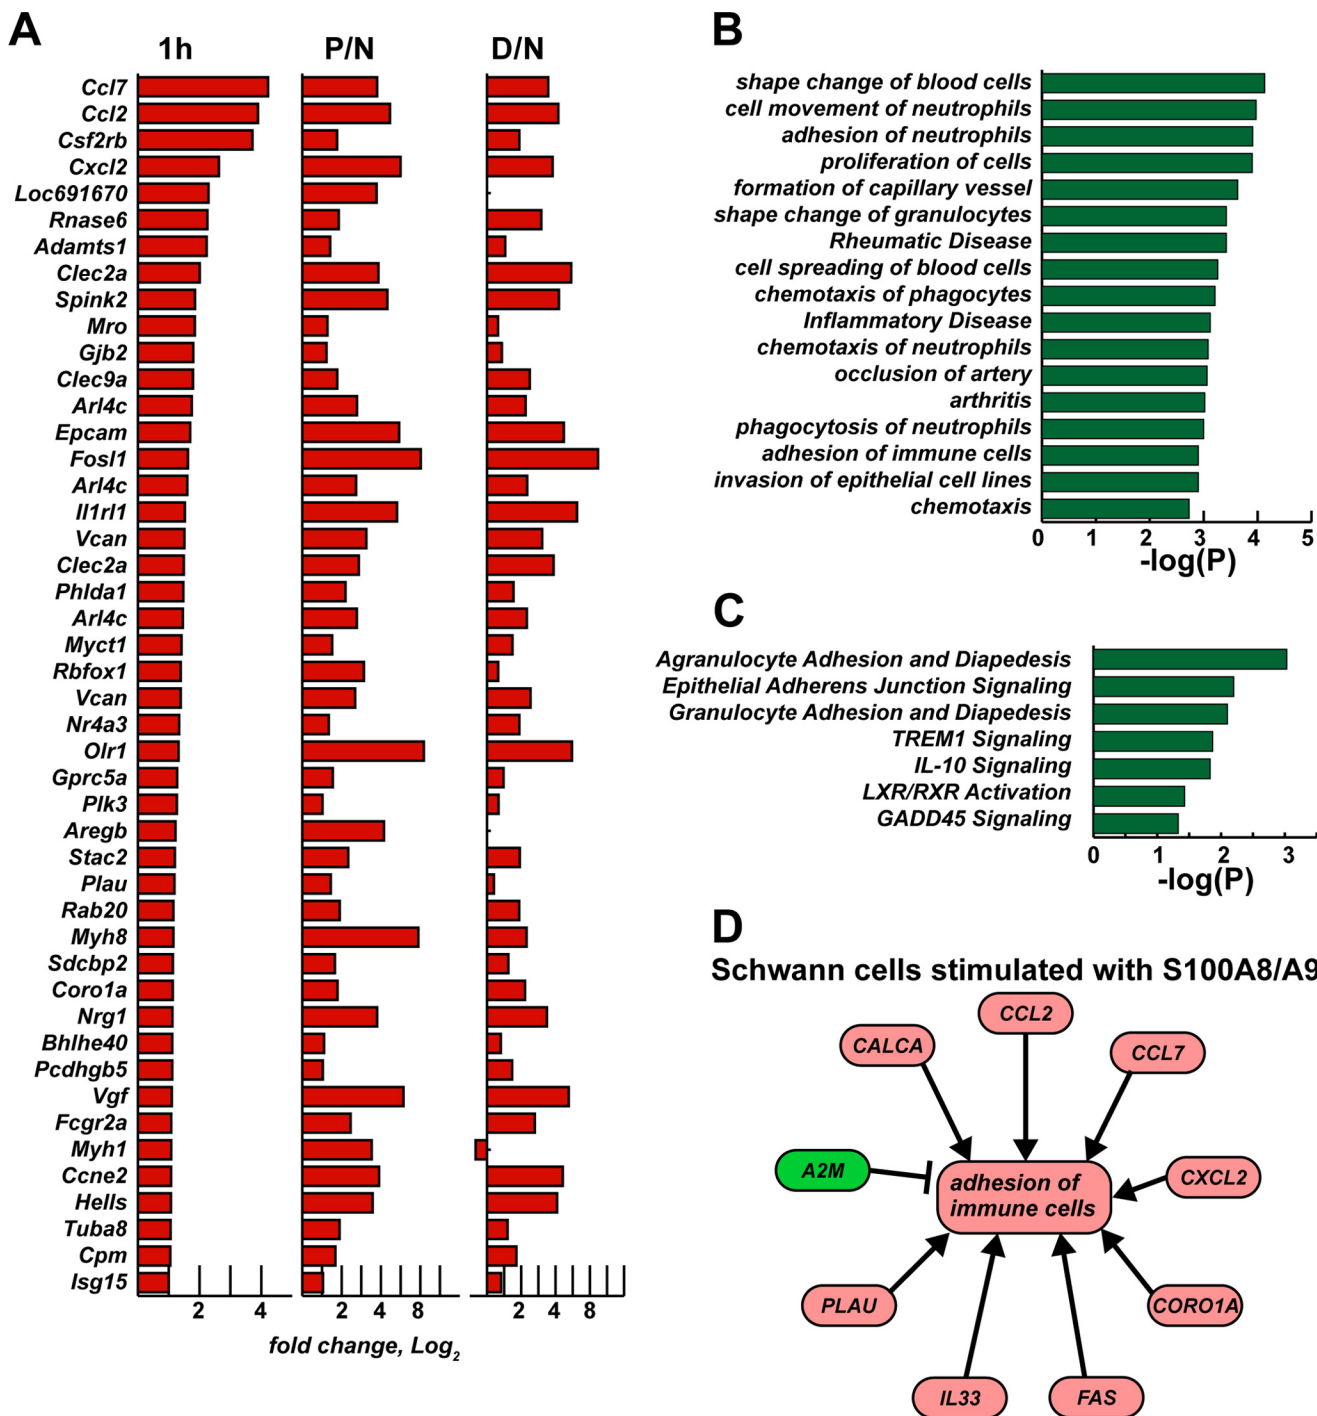 A
1h
P/N
D/N
Ccl7
Ccl2
Csf2rb
Cxcl2
Loc691670
Rnase6
Adamts1
Clec2a
Spink2
Mro
Gjb2
Clec9a
Arl4c
Epcam
Fosl1
Arl4c
Il1rl1
Vcan
Clec2a
Phlda1
Arl4c
Myct1
Rbfox1
Vcan
Nr4a3
Olr1
Gprc5a
Plk3
Aregb
Stac2
Plau
Rab20
Myh8
Sdcbp2
Coro1a
Nrg1
Bhlhe40
Pcdhgb5
Vgf
Fcgr2a
Myh1
Ccne2
Hells
Tuba8
Cpm
Isg15
2 4
2 4 8
2 4 8
fold change, Log2
B
shape change of blood cells
cell movement of neutrophils
adhesion of neutrophils
proliferation of cells
formation of capillary vessel
shape change of granulocytes
Rheumatic Disease
cell spreading of blood cells
chemotaxis of phagocytes
Inflammatory Disease
chemotaxis of neutrophils
occlusion of artery
arthritis
phagocytosis of neutrophils
adhesion of immune cells
invasion of epithelial cell lines
chemotaxis
0 1 2 3 4 5
-log(P)
C
Agranulocyte Adhesion and Diapedesis
Epithelial Adherens Junction Signaling
Granulocyte Adhesion and Diapedesis
TREM1 Signaling
IL-10 Signaling
LXR/RXR Activation
GADD45 Signaling
0 1 2 3
-log(P)
D
Schwann cells stimulated with S100A8/A9
CCL2
CALCA
CCL7
A2M
adhesion of
immune cells
CXCL2
PLAU
CORO1A
IL33
FAS